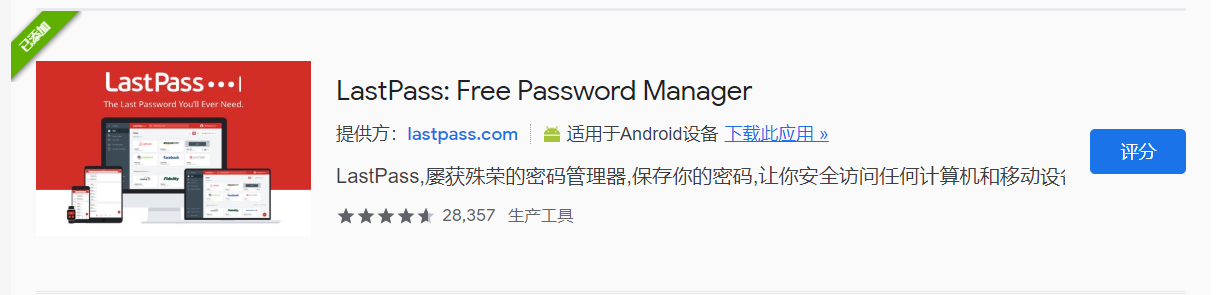 已添加
LastPass •••|
The Last Password You'll Ever Need.
LastPass: Free Password Manager
提供方: lastpass.com 适用于Android设备 下载此应用 »
评分
LastPass,屡获殊荣的密码管理器,保存你的密码,让你安全访问任何计算机和移动设备
28,357 生产工具